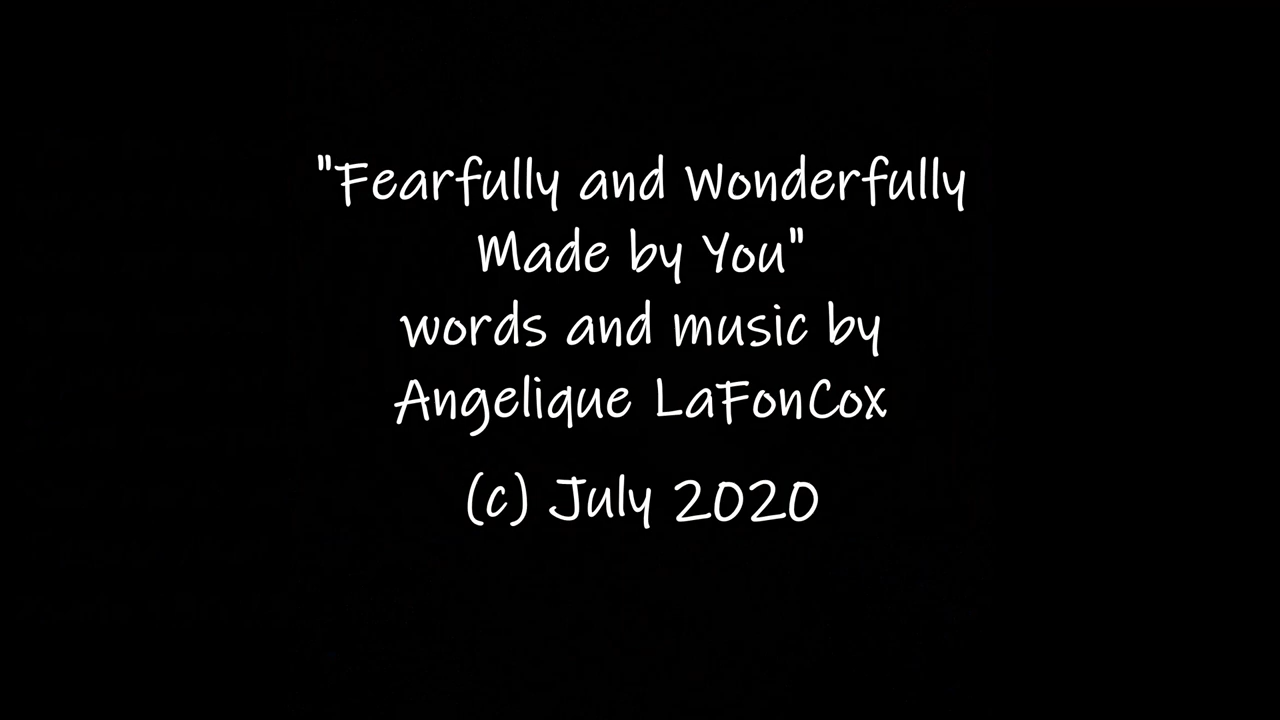 "Fearfully and Wonderfully
Made by You"
words and music by
Angelique LaFonCox
(c) July 2020